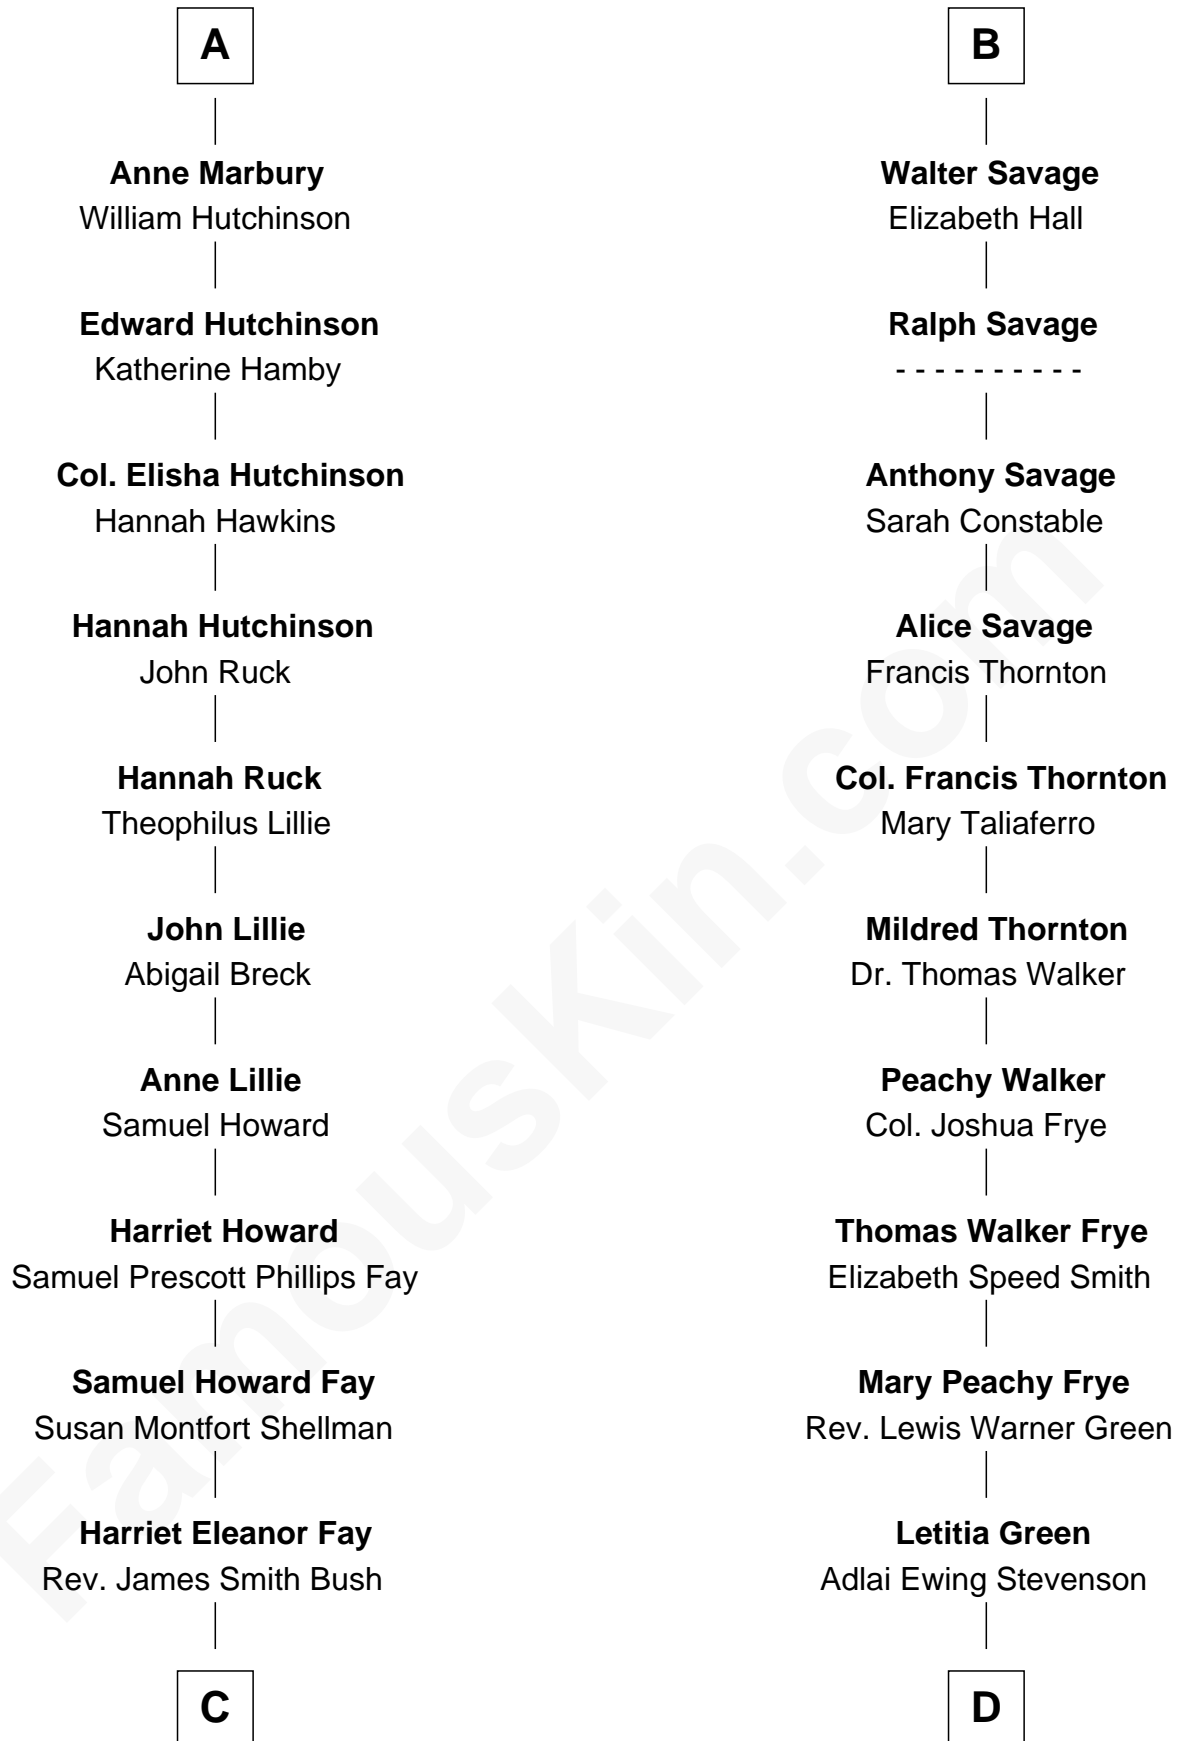 A
Anne Marbury
William Hutchinson
Edward Hutchinson
Katherine Hamby
Col. Elisha Hutchinson
Hannah Hawkins
Hannah Hutchinson
John Ruck
Hannah Ruck
Theophilus Lillie
John Lillie
Abigail Breck
Anne Lillie
Samuel Howard
Harriet Howard
Samuel Prescott Phillips Fay
Samuel Howard Fay
Susan Montfort Shellman
Harriet Eleanor Fay
Rev. James Smith Bush
C
B
Walter Savage
Elizabeth Hall
Ralph Savage
- - - - - - - - - -
Anthony Savage
Sarah Constable
Alice Savage
Francis Thornton
Col. Francis Thornton
Mary Taliaferro
Mildred Thornton
Dr. Thomas Walker
Peachy Walker
Col. Joshua Frye
Thomas Walker Frye
Elizabeth Speed Smith
Mary Peachy Frye
Rev. Lewis Warner Green
Letitia Green
Adlai Ewing Stevenson
D
FamousKin.com